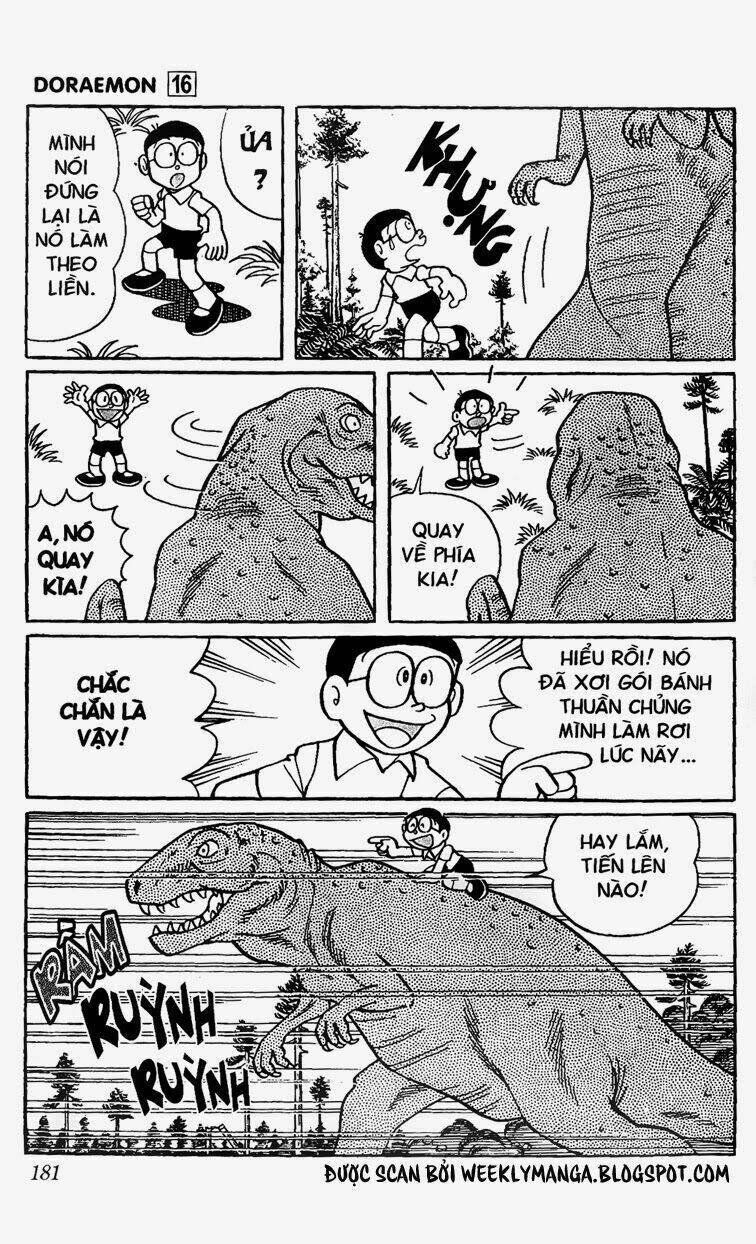 DORAEMON 16
KHỰNG
ỦA
?
MÌNH
NÓI
ĐỨNG
LẠI LÀ
NÓ LÀM
THEO
LIỀN.
QUAY
VỀ PHÍA
KIA!
A, NÓ
QUAY
KÌA!
HIỂU RỒI! NÓ
ĐÃ XƠI GÓI BÁNH
THUẦN CHỦNG
MÌNH LÀM RƠI
LÚC NÃY...
CHẮC
CHẮN LÀ
VẬY!
HAY LẮM,
TIẾN LÊN
NÀO!
RẦM
RUỲNH
RUỲNH
181
ĐƯỢC SCAN BỞI WEEKLYMANGA.BLOGSPOT.COM